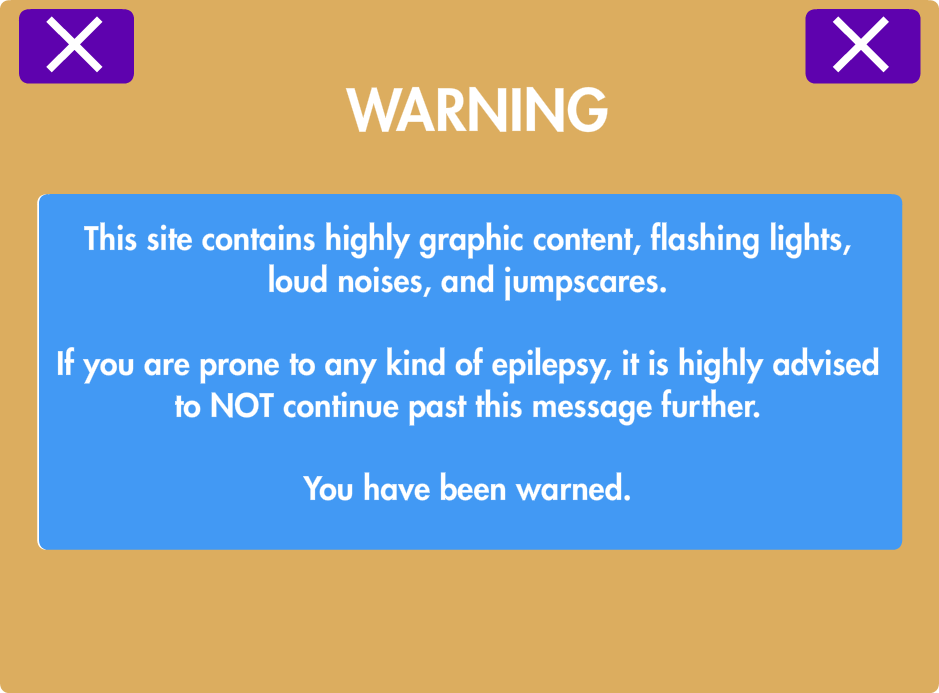 WARNING
This site contains highly graphic content, flashing lights,
loud noises, and jumpscares.
If you are prone to any kind of epilepsy, it is highly advised
to NOT continue past this message further.
You have been warned.